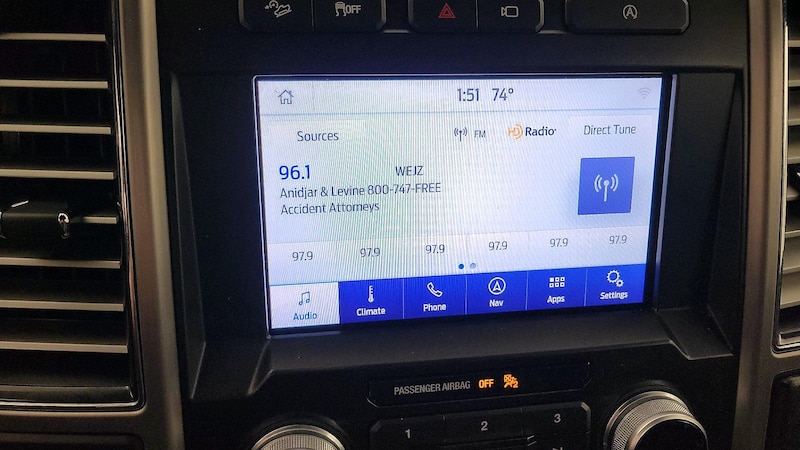 OFF
1:51 74°
Sources FM HD Radio Direct Tune
96.1 WEJZ
Anidjar & Levine 800-747-FREE
Accident Attorneys
97.9 97.9 97.9 97.9 97.9 97.9
Audio Climate Phone Nav Apps Settings
PASSENGER AIRBAG OFF 2
1 2 3